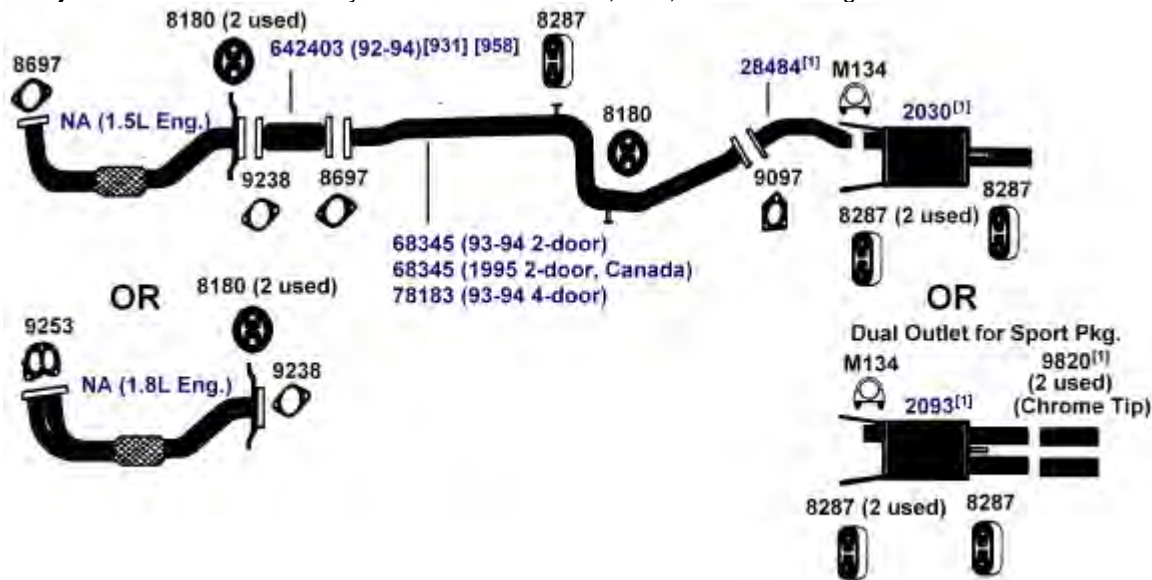 8180 (2 used)
8287
642403 (92-94)[931] [958]
8697
28484[1]
M134
NA (1.5L Eng.)
8180
2030[1]
9238
8697
9097
8287
8287 (2 used)
68345 (93-94 2-door)
68345 (1995 2-door, Canada)
78183 (93-94 4-door)
OR
8180 (2 used)
OR
Dual Outlet for Sport Pkg.
9253
9238
NA (1.8L Eng.)
M134
9820[1]
(2 used)
(Chrome Tip)
2093[1]
8287 (2 used)
8287